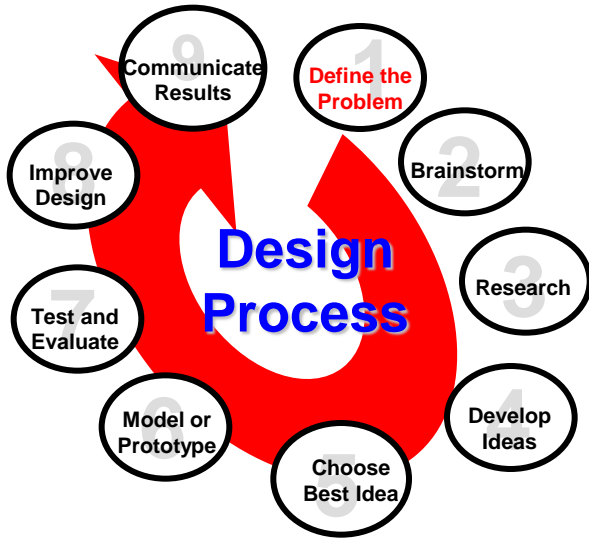 1
Define the
Problem
2
Brainstorm
3
Research
4
Develop
Ideas
5
Choose
Best Idea
6
Model or
Prototype
7
Test and
Evaluate
8
Improve
Design
9
Communicate
Results
Design
Process